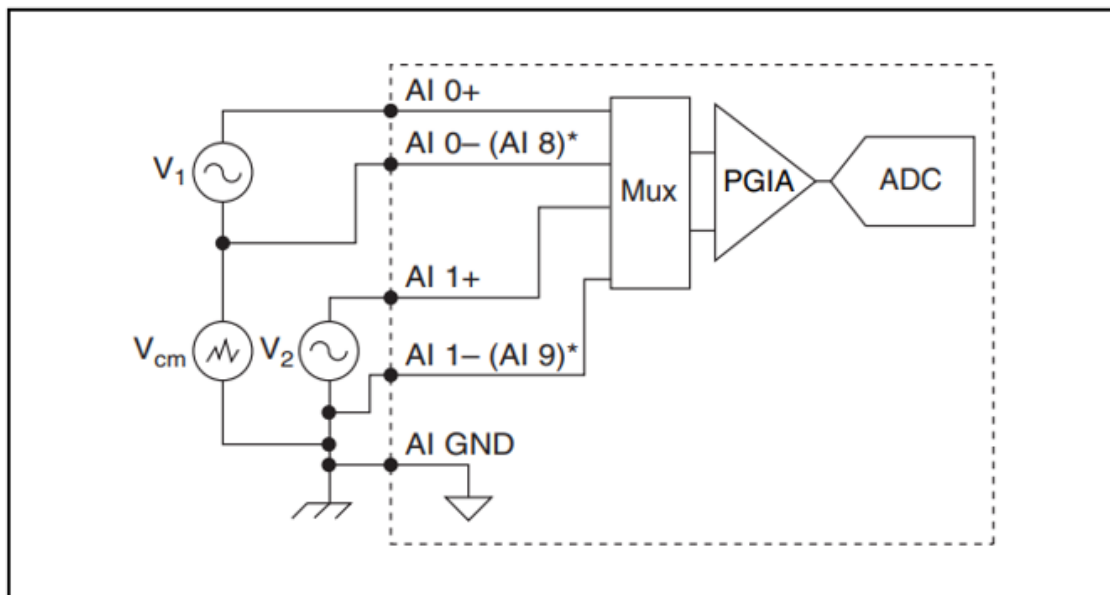 AI 0+
AI 0– (AI 8)*
V1
Mux
PGIA
ADC
AI 1+
Vcm
V2
AI 1– (AI 9)*
AI GND